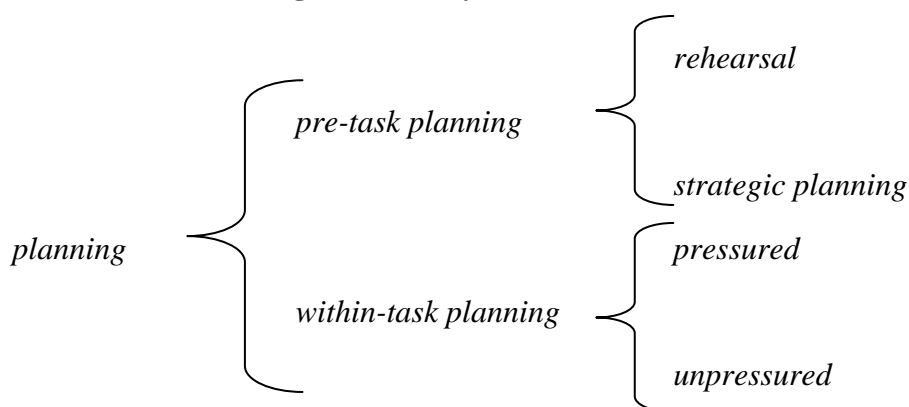 rehearsal
pre-task planning
strategic planning
planning
pressured
within-task planning
unpressured